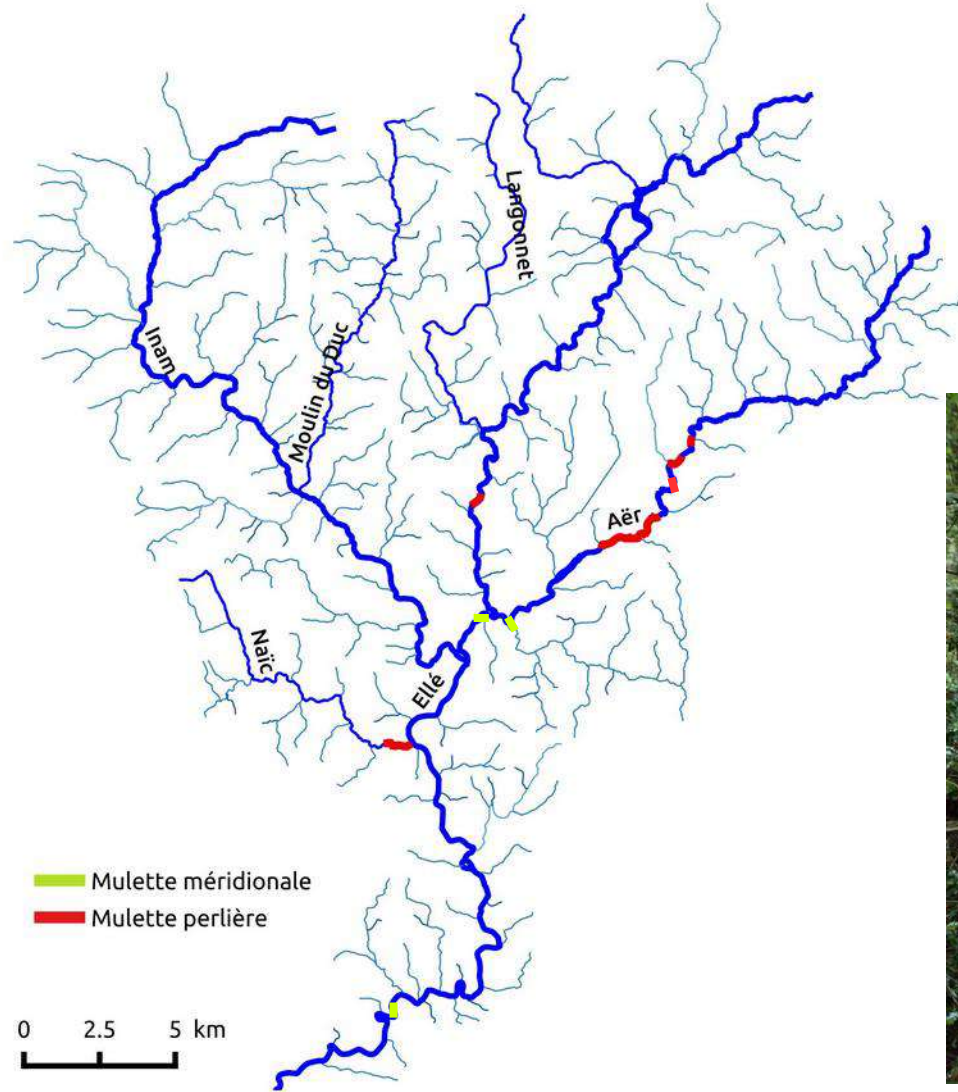 Langonnet
Inam
Moulin du Duc
Aër
Naïc
Ellé
Mulette méridionale
Mulette perlière
0 2.5 5 km